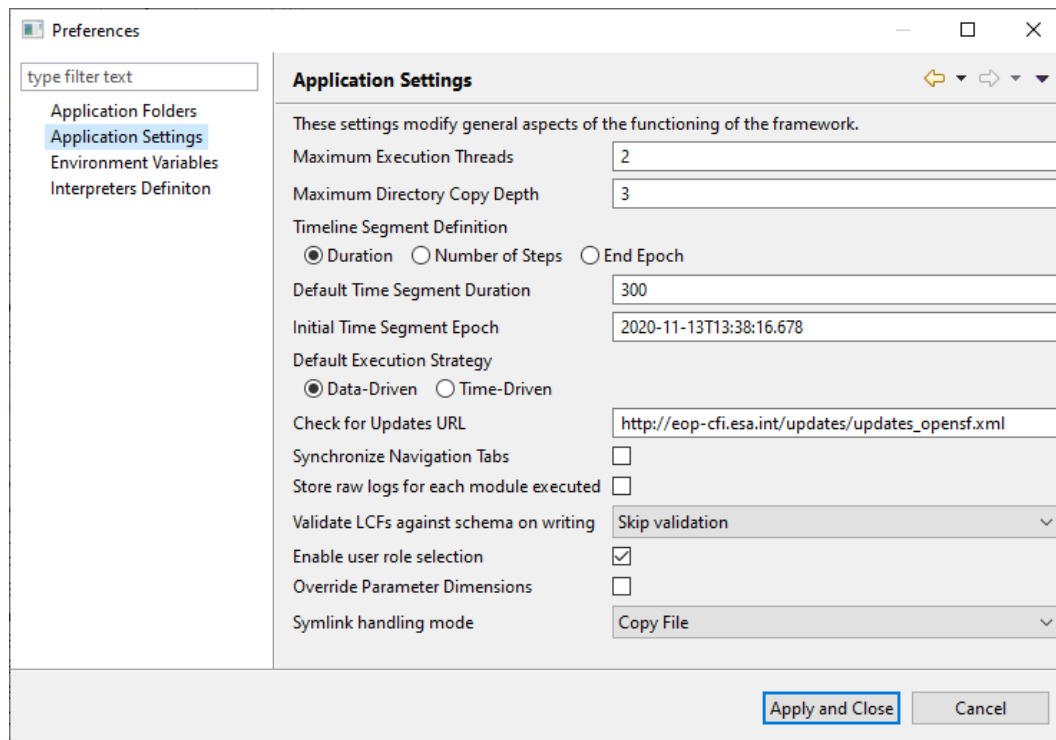 Preferences
type filter text
Application Folders
Application Settings
Environment Variables
Interpreters Definiton
Application Settings
These settings modify general aspects of the functioning of the framework.
Maximum Execution Threads 2
Maximum Directory Copy Depth 3
Timeline Segment Definition
Duration Number of Steps End Epoch
Default Time Segment Duration 300
Initial Time Segment Epoch 2020-11-13T13:38:16.678
Default Execution Strategy
Data-Driven Time-Driven
Check for Updates URL http://eop-cfi.esa.int/updates/updates_opensf.xml
Synchronize Navigation Tabs
Store raw logs for each module executed
Validate LCFs against schema on writing Skip validation
Enable user role selection
Override Parameter Dimensions
Symlink handling mode Copy File
Apply and Close Cancel